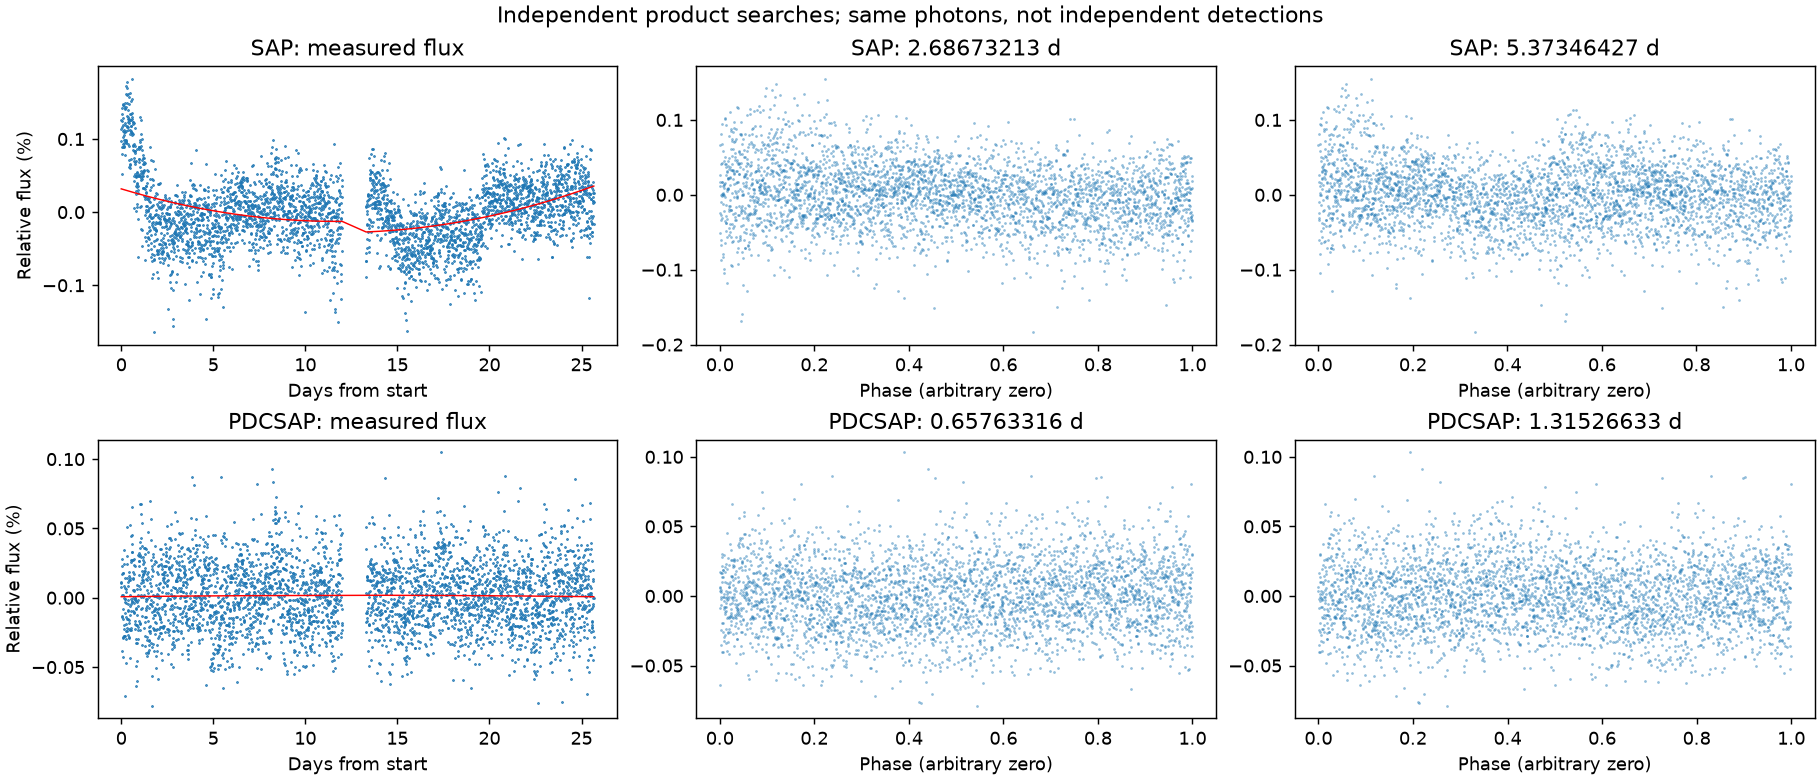 Independent product searches; same photons, not independent detections
SAP: measured flux
Relative flux (%)
0.1
0.0
−0.1
0 5 10 15 20 25
Days from start
SAP: 2.68673213 d
0.1
0.0
−0.1
−0.2
0.0 0.2 0.4 0.6 0.8 1.0
Phase (arbitrary zero)
SAP: 5.37346427 d
0.1
0.0
−0.1
−0.2
0.0 0.2 0.4 0.6 0.8 1.0
Phase (arbitrary zero)
PDCSAP: measured flux
Relative flux (%)
0.10
0.05
0.00
−0.05
0 5 10 15 20 25
Days from start
PDCSAP: 0.65763316 d
0.10
0.05
0.00
−0.05
0.0 0.2 0.4 0.6 0.8 1.0
Phase (arbitrary zero)
PDCSAP: 1.31526633 d
0.10
0.05
0.00
−0.05
0.0 0.2 0.4 0.6 0.8 1.0
Phase (arbitrary zero)